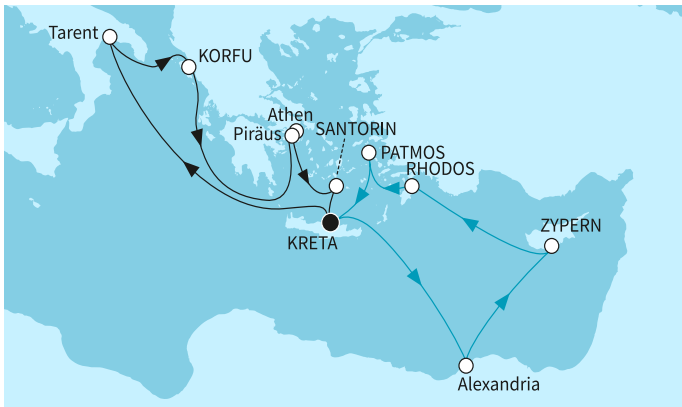 Tarent
KORFU
Athen
Piräus
SANTORIN
PATMOS
RHODOS
ZYPERN
KRETA
Alexandria